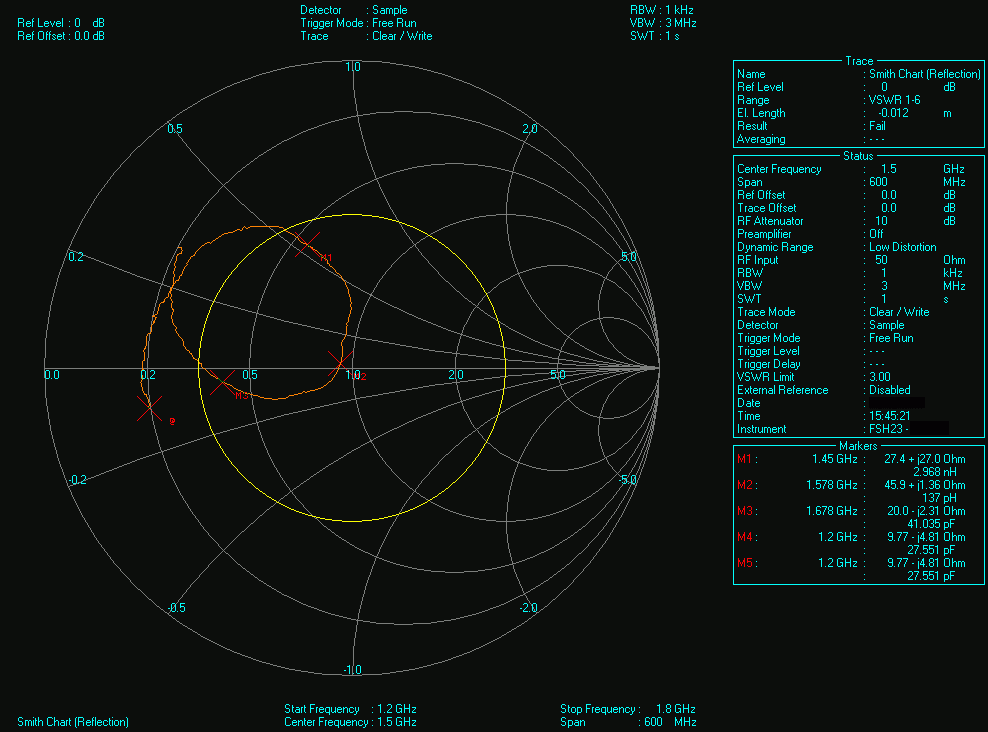 Ref Level : 0 dB
Ref Offset : 0.0 dB
Detector : Sample
Trigger Mode : Free Run
Trace : Clear / Write
RBW : 1 kHz
VBW : 3 MHz
SWT : 1 s
1.0
0.5
2.0
0.2
5.0
0.0
0.2
0.5
1.0
2.0
5.0
-0.2
-5.0
-0.5
-2.0
-1.0
M1
M2
M3
Trace
Name : Smith Chart (Reflection)
Ref Level : 0 dB
Range : VSWR 1-6
El. Length : -0.012 m
Result : Fail
Averaging : - - -
Status
Center Frequency : 1.5 GHz
Span : 600 MHz
Ref Offset : 0.0 dB
Trace Offset : 0.0 dB
RF Attenuator : 10 dB
Preamplifier : Off
Dynamic Range : Low Distortion
RF Input : 50 Ohm
RBW : 1 kHz
VBW : 3 MHz
SWT : 1 s
Trace Mode : Clear / Write
Detector : Sample
Trigger Mode : Free Run
Trigger Level : - - -
Trigger Delay : - - -
VSWR Limit : 3.00
External Reference : Disabled
Date :
Time : 15:45:21
Instrument : FSH23 -
Markers
M1 : 1.45 GHz : 27.4 + j27.0 Ohm
: 2.968 nH
M2 : 1.578 GHz : 45.9 + j1.36 Ohm
: 137 pH
M3 : 1.678 GHz : 20.0 - j2.31 Ohm
: 41.035 pF
M4 : 1.2 GHz : 9.77 - j4.81 Ohm
: 27.551 pF
M5 : 1.2 GHz : 9.77 - j4.81 Ohm
: 27.551 pF
Smith Chart (Reflection)
Start Frequency : 1.2 GHz
Center Frequency : 1.5 GHz
Stop Frequency : 1.8 GHz
Span : 600 MHz